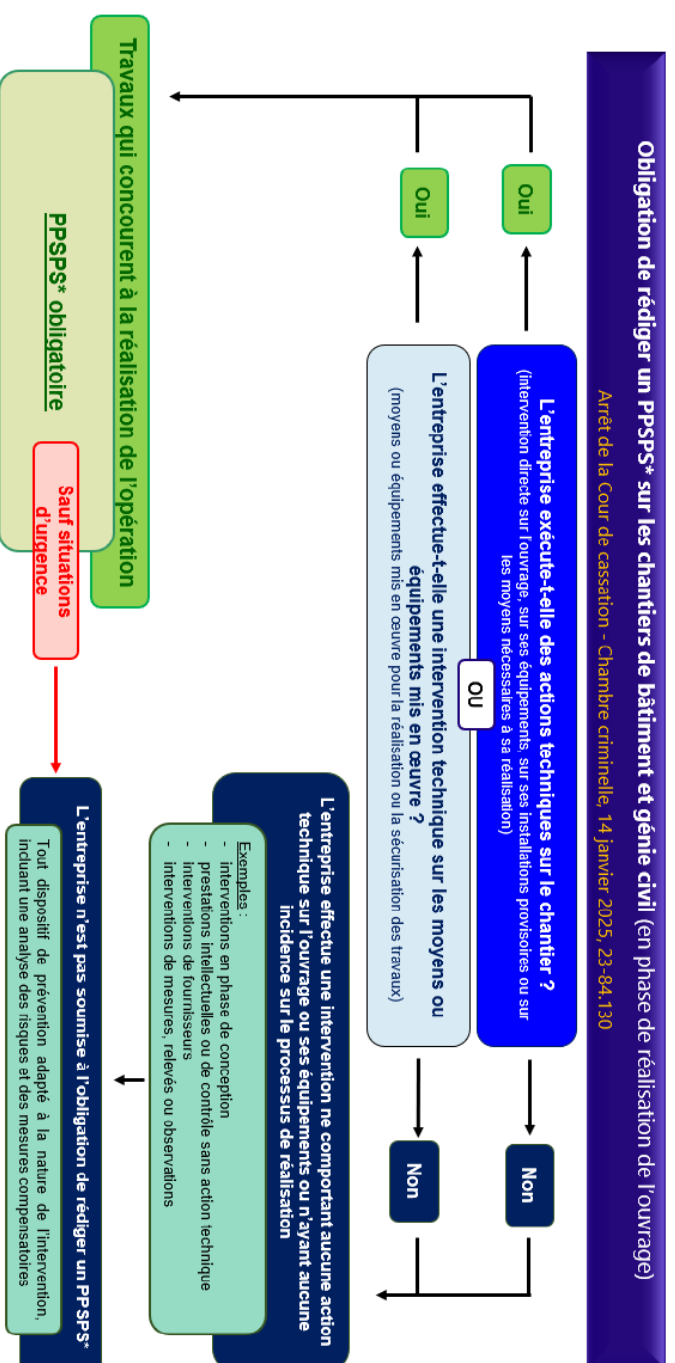 Obligation de rédiger un PPSPS* sur les chantiers de bâtiment et génie civil (en phase de réalisation de l'ouvrage)
Arrêt de la Cour de cassation - Chambre criminelle, 14 janvier 2025, 23-84.130
L'entreprise exécute-t-elle des actions techniques sur le chantier ?
(intervention directe sur l'ouvrage, sur ses équipements, sur ses installations provisoires ou sur
les moyens nécessaires à sa réalisation)
Oui
Non
OU
L'entreprise effectue-t-elle une intervention technique sur les moyens ou
équipements mis en œuvre ?
(moyens ou équipements mis en œuvre pour la réalisation ou la sécurisation des travaux)
Oui
Non
Travaux qui concourent à la réalisation de l'opération
PPSPS* obligatoire
Sauf situations
d'urgence
L'entreprise effectue une intervention ne comportant aucune action
technique sur l'ouvrage ou ses équipements ou n'ayant aucune
incidence sur le processus de réalisation
Exemples :
- interventions en phase de conception
- prestations intellectuelles ou de contrôle sans action technique
- interventions de fournisseurs
- interventions de mesures, relevés ou observations
L'entreprise n'est pas soumise à l'obligation de rédiger un PPSPS*
Tout dispositif de prévention adapté à la nature de l'intervention,
incluant une analyse des risques et des mesures compensatoires